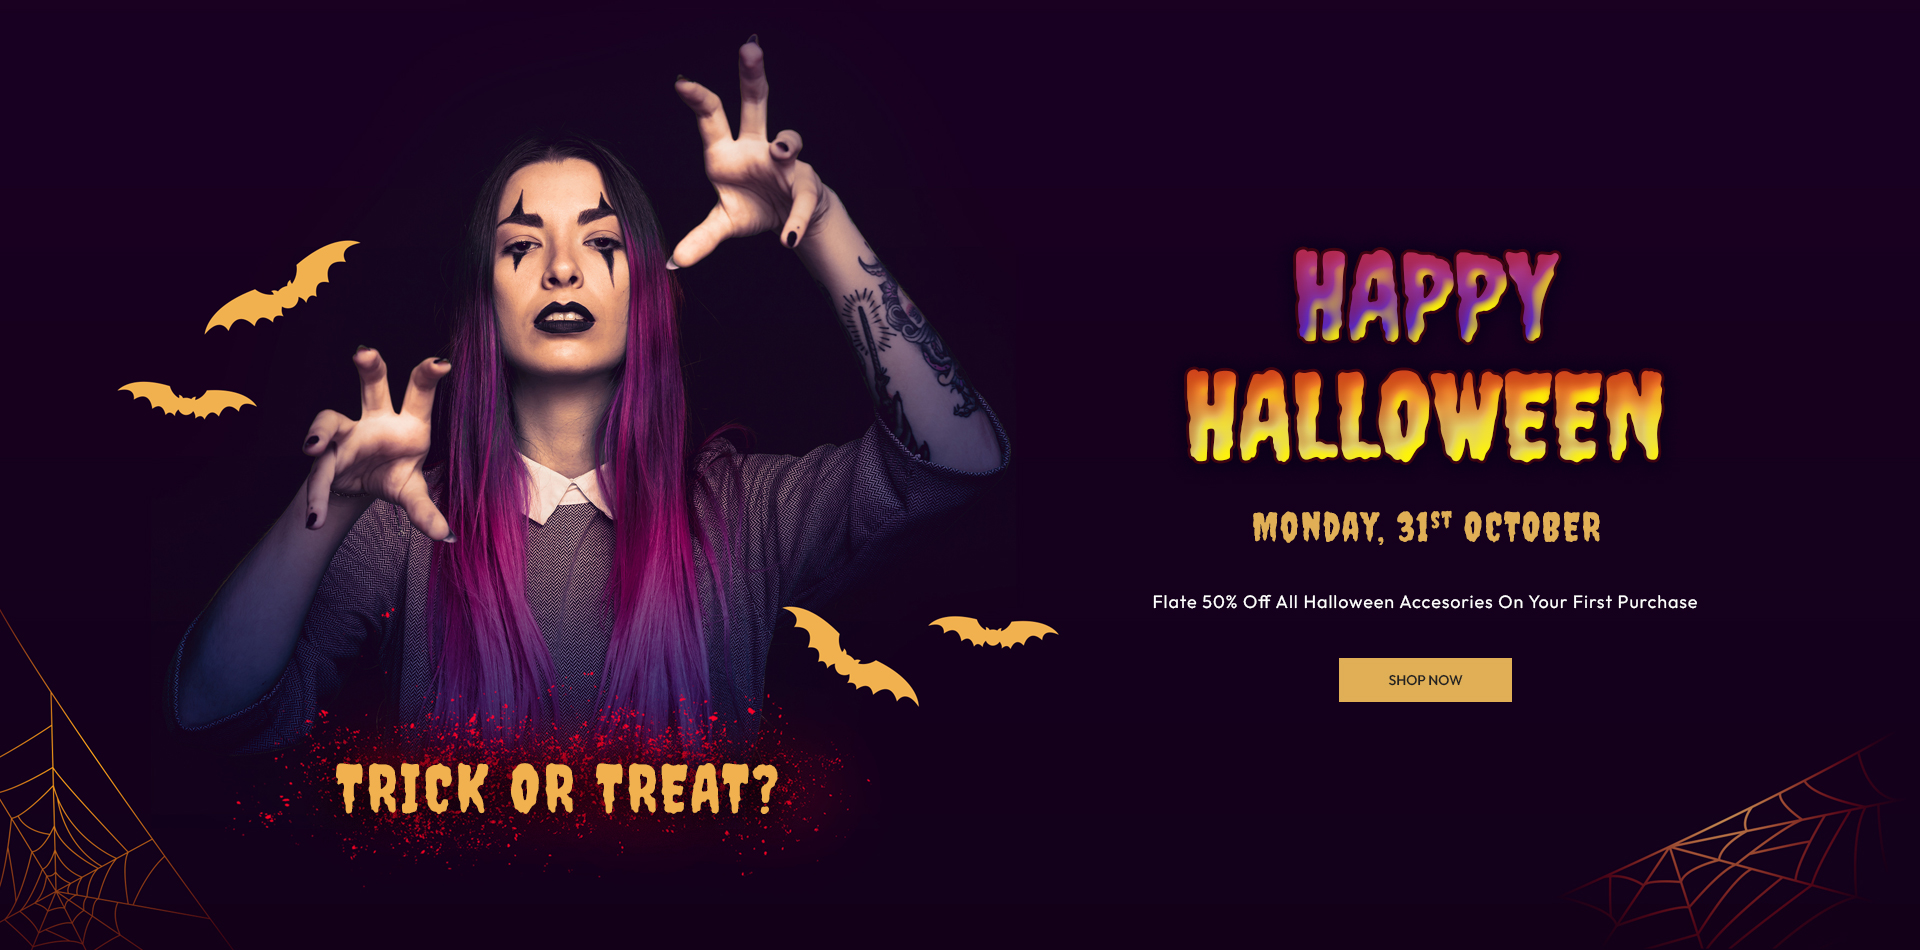 HAPPY
HALLOWEEN
MONDAY, 31ST OCTOBER
Flate 50% Off All Halloween Accesories On Your First Purchase
SHOP NOW
TRICK OR TREAT?